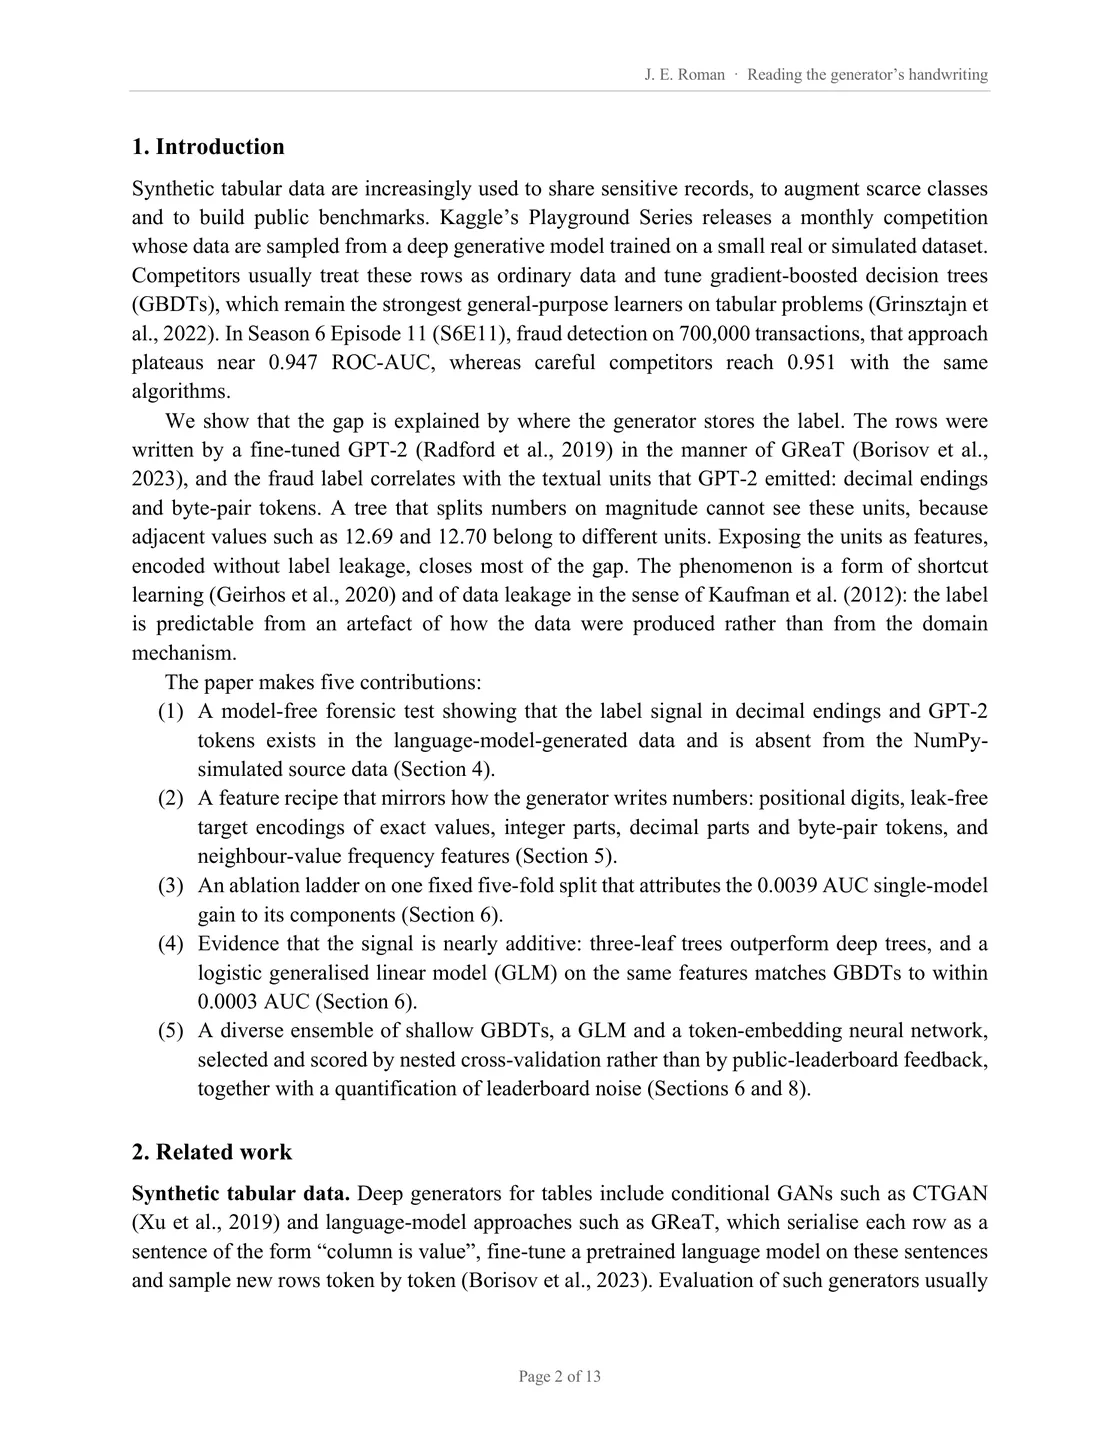 J. E. Roman · Reading the generator’s handwriting
1. Introduction
Synthetic tabular data are increasingly used to share sensitive records, to augment scarce classes
and to build public benchmarks. Kaggle’s Playground Series releases a monthly competition
whose data are sampled from a deep generative model trained on a small real or simulated dataset.
Competitors usually treat these rows as ordinary data and tune gradient-boosted decision trees
(GBDTs), which remain the strongest general-purpose learners on tabular problems (Grinsztajn et
al., 2022). In Season 6 Episode 11 (S6E11), fraud detection on 700,000 transactions, that approach
plateaus near 0.947 ROC-AUC, whereas careful competitors reach 0.951 with the same
algorithms.
We show that the gap is explained by where the generator stores the label. The rows were
written by a fine-tuned GPT-2 (Radford et al., 2019) in the manner of GReaT (Borisov et al.,
2023), and the fraud label correlates with the textual units that GPT-2 emitted: decimal endings
and byte-pair tokens. A tree that splits numbers on magnitude cannot see these units, because
adjacent values such as 12.69 and 12.70 belong to different units. Exposing the units as features,
encoded without label leakage, closes most of the gap. The phenomenon is a form of shortcut
learning (Geirhos et al., 2020) and of data leakage in the sense of Kaufman et al. (2012): the label
is predictable from an artefact of how the data were produced rather than from the domain
mechanism.
The paper makes five contributions:
(1) A model-free forensic test showing that the label signal in decimal endings and GPT-2
tokens exists in the language-model-generated data and is absent from the NumPy-
simulated source data (Section 4).
(2) A feature recipe that mirrors how the generator writes numbers: positional digits, leak-free
target encodings of exact values, integer parts, decimal parts and byte-pair tokens, and
neighbour-value frequency features (Section 5).
(3) An ablation ladder on one fixed five-fold split that attributes the 0.0039 AUC single-model
gain to its components (Section 6).
(4) Evidence that the signal is nearly additive: three-leaf trees outperform deep trees, and a
logistic generalised linear model (GLM) on the same features matches GBDTs to within
0.0003 AUC (Section 6).
(5) A diverse ensemble of shallow GBDTs, a GLM and a token-embedding neural network,
selected and scored by nested cross-validation rather than by public-leaderboard feedback,
together with a quantification of leaderboard noise (Sections 6 and 8).
2. Related work
Synthetic tabular data. Deep generators for tables include conditional GANs such as CTGAN
(Xu et al., 2019) and language-model approaches such as GReaT, which serialise each row as a
sentence of the form “column is value”, fine-tune a pretrained language model on these sentences
and sample new rows token by token (Borisov et al., 2023). Evaluation of such generators usually
Page 2 of 13